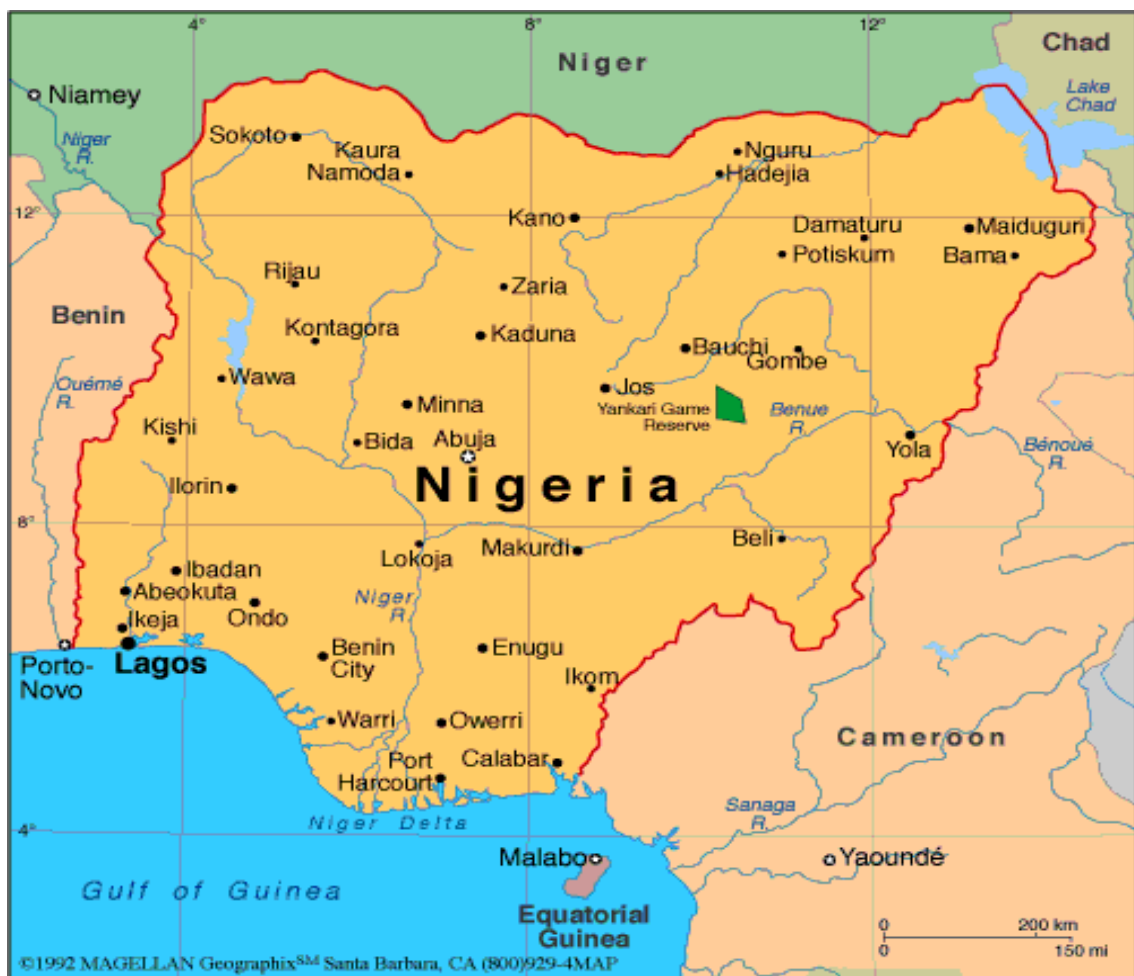 4°
8°
12°
Chad
Niger
Lake
Chad
Niamey
Niger
R.
Sokoto
Kaura
Namoda
Nguru
Hadejia
12°
Kano
Damaturu
Maiduguri
Potiskum
Bama
Rijau
Zaria
Benin
Kontagora
Kaduna
Bauchi
Gombe
Ouémé
R.
Wawa
Jos
Minna
Yankari Game
Reserve
Benue
R.
Kishi
Bida
Abuja
Yola
Bénoué
R.
Nigeria
Ilorin
8°
Lokoja
Makurdi
Beli
Ibadan
Abeokuta
Niger
R.
Ikeja
Ondo
Lagos
Porto-
Novo
Benin
City
Enugu
Ikom
Warri
Owerri
Cameroon
Port
Harcourt
Calabar
Sanaga
R.
4°
Niger Delta
Malabo
Yaoundé
Gulf of Guinea
Equatorial
Guinea
0 200 km
0 150 mi
©1992 MAGELLAN Geographix℠ Santa Barbara, CA (800)929-4MAP